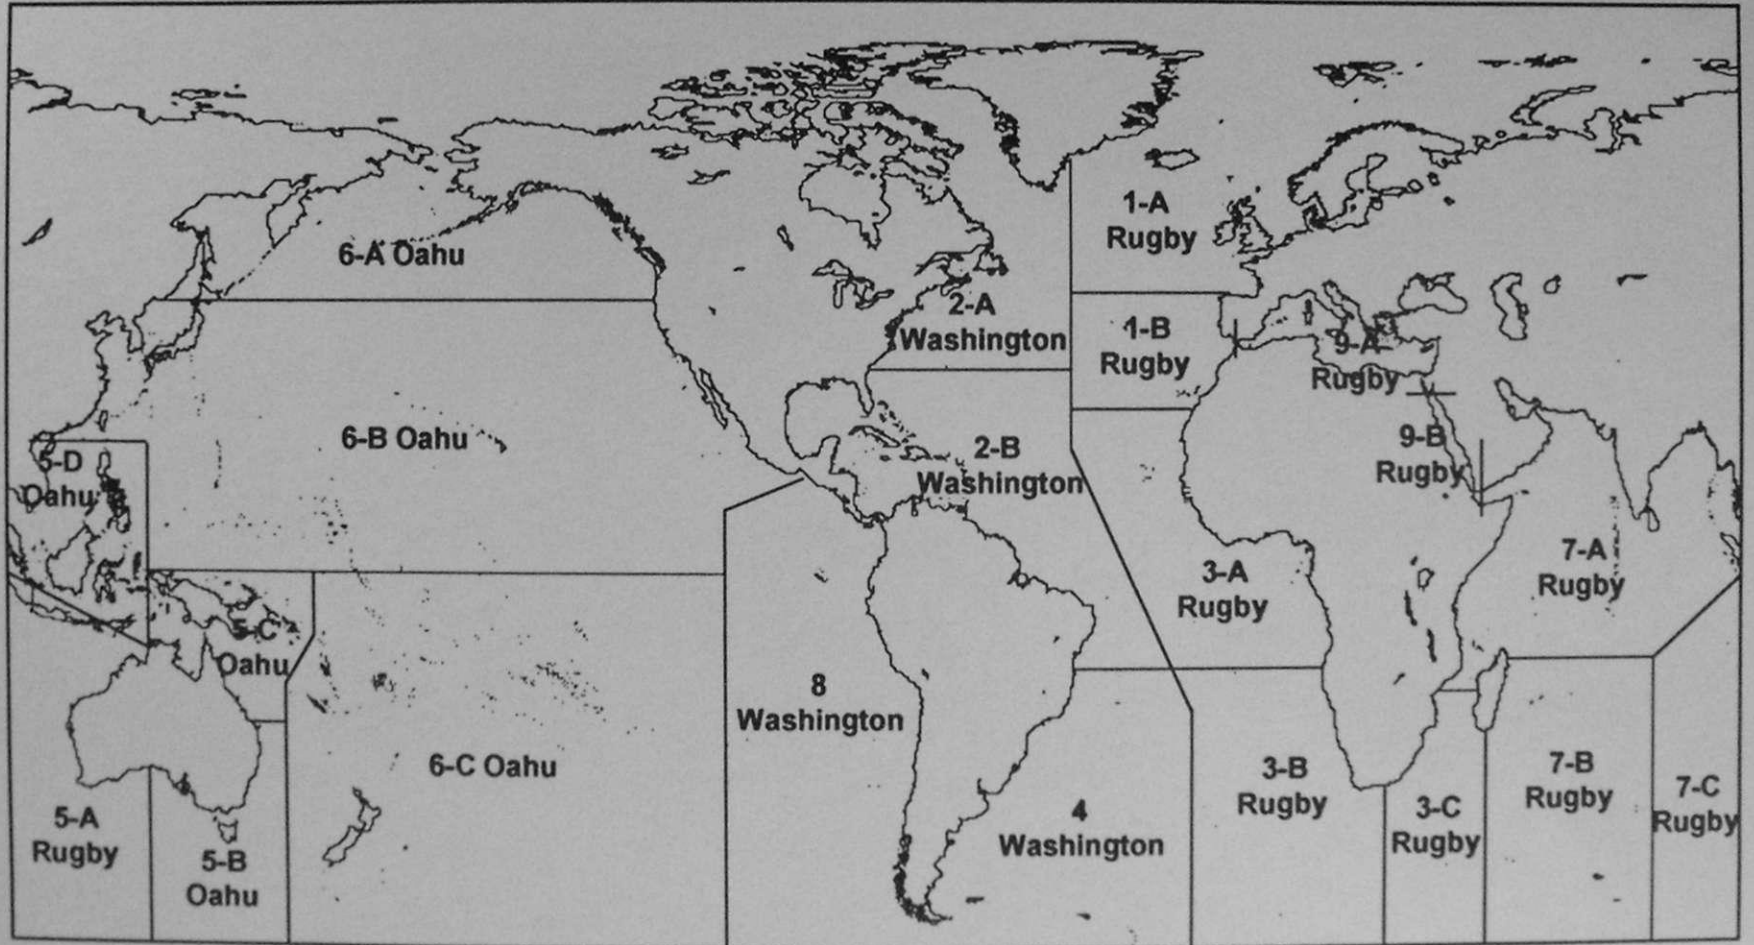 1-A
Rugby
6-A Oahu
2-A
Washington
1-B
Rugby
9-A
Rugby
6-B Oahu
2-B
Washington
9-B
Rugby
5-D
Oahu
7-A
Rugby
3-A
Rugby
5-C
Oahu
8
Washington
6-C Oahu
3-B
Rugby
7-B
Rugby
7-C
Rugby
5-A
Rugby
4
Washington
3-C
Rugby
5-B
Oahu